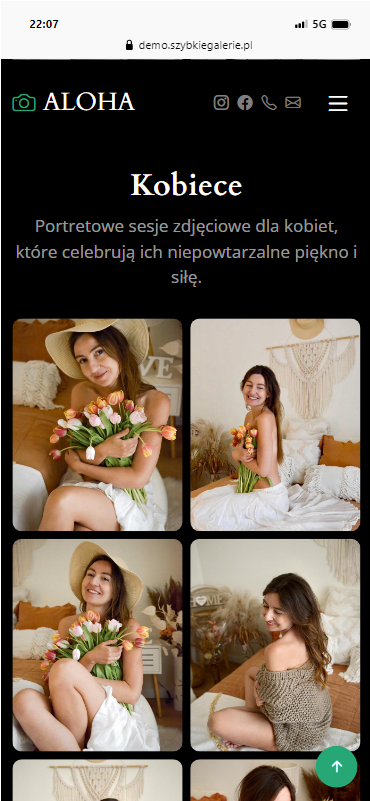 22:07
5G
demo.szybkiegalerie.pl
ALOHA
Kobiece
Portretowe sesje zdjęciowe dla kobiet,
które celebrują ich niepowtarzalne piękno i
siłę.
HOME